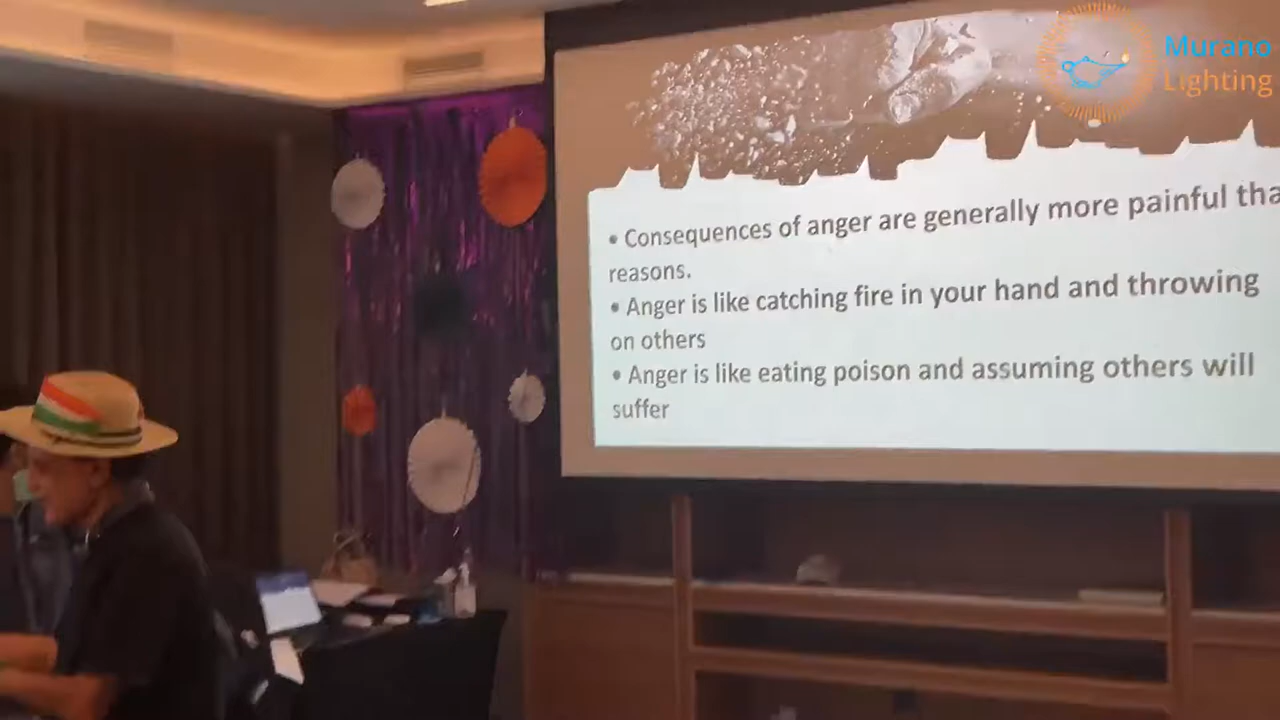 Murano
Lighting
• Consequences of anger are generally more painful
reasons.
• Anger is like catching fire in your hand and throwing
on others
• Anger is like eating poison and assuming others will
suffer